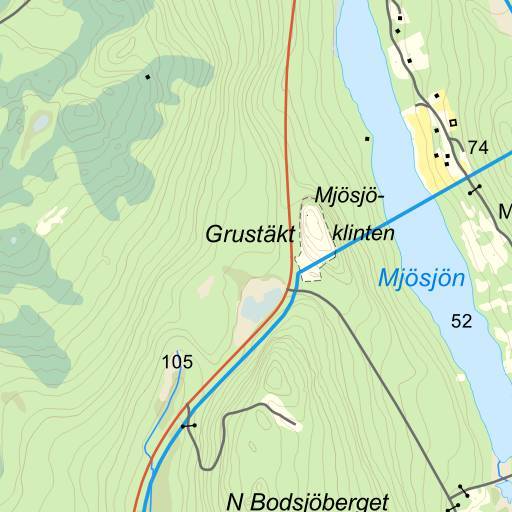 74
Mjösjö-
Grustäkt
klinten
M
Mjösjön
52
105
N Bodsjöberget